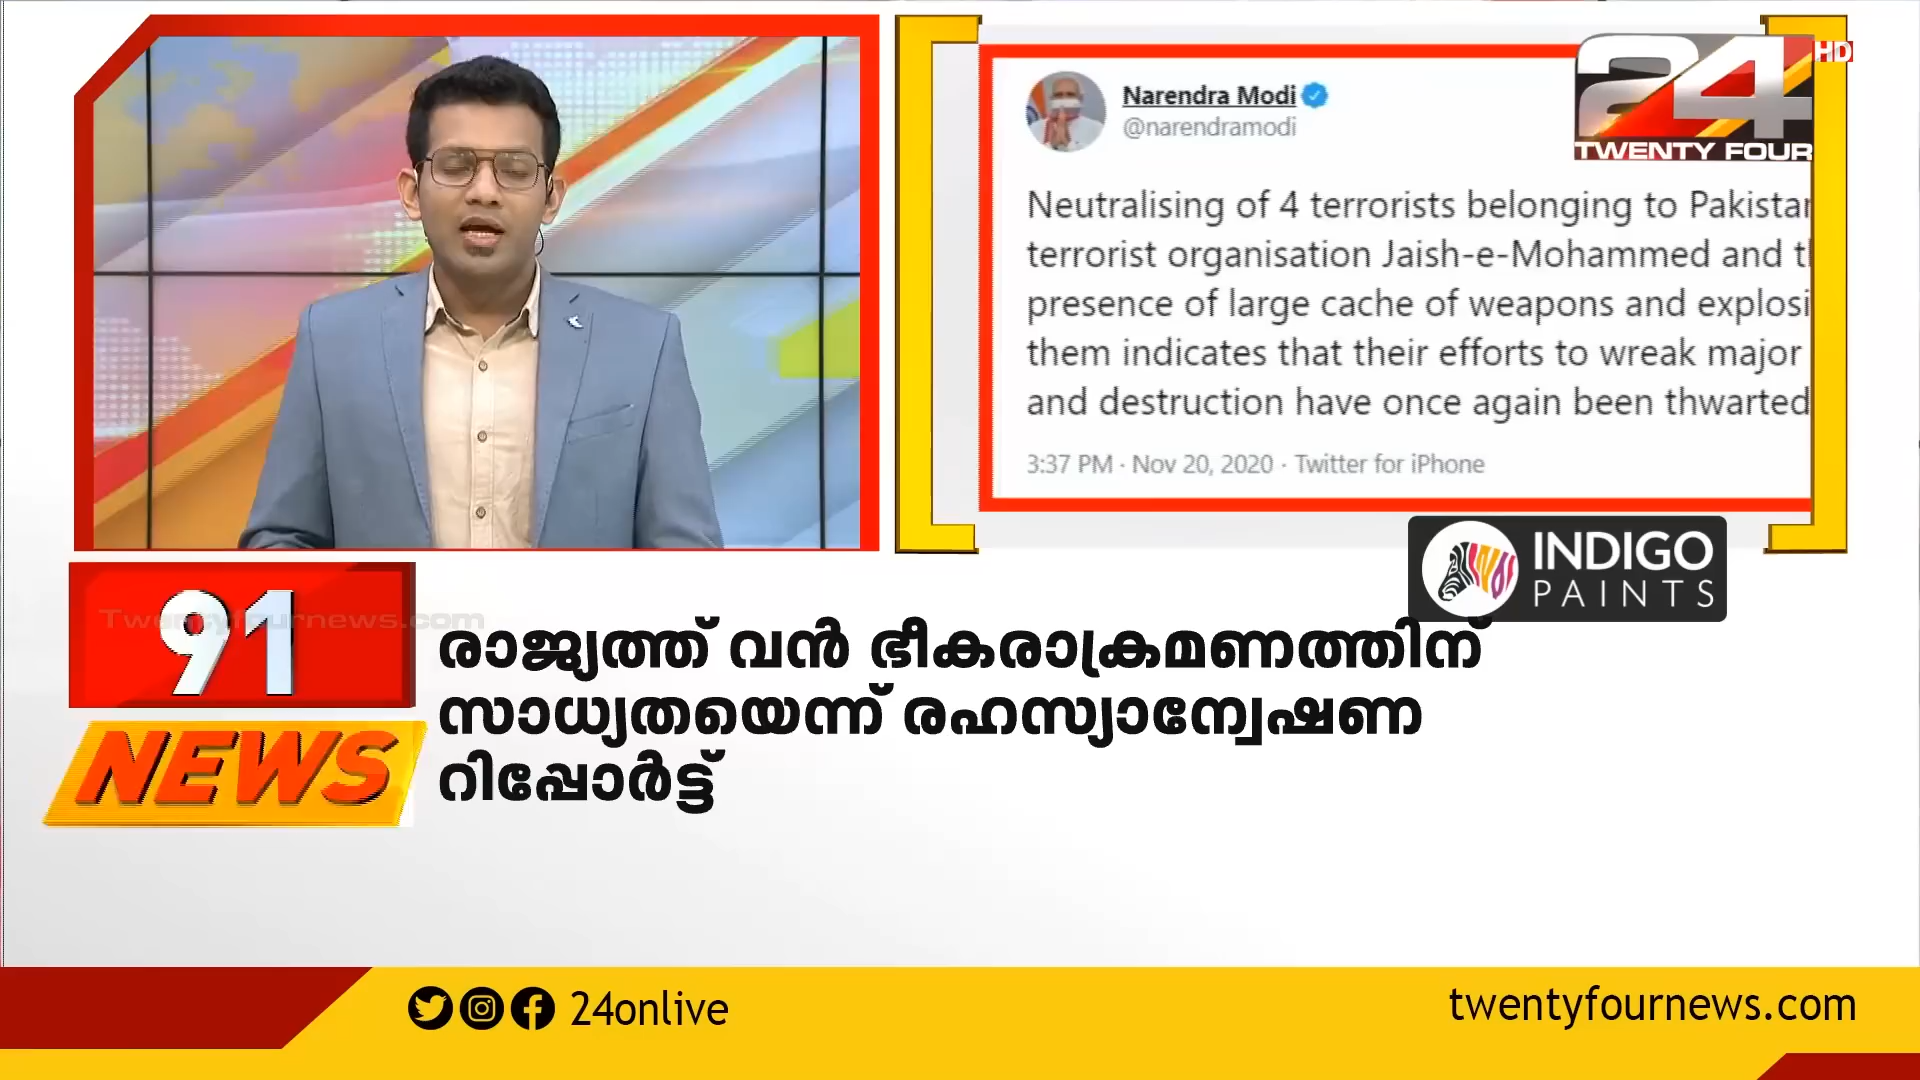 Narendra Modi
@narendramodi
Neutralising of 4 terrorists belonging to
terrorist organisation Jaish-e-Mohammed and
presence of large cache of weapons and
them indicates that their efforts to wreak major
and destruction have once again been thwarted
3:37 PM · Nov 20, 2020 · Twitter for iPhone
24 HD
TWENTY FOUR
INDIGO
PAINTS
91
NEWS
Twentyfournews.com
രാജ്യത്ത് വൻ ഭീകരാക്രമണത്തിന്
സാധ്യതയെന്ന് രഹസ്യാന്വേഷണ
റിപ്പോർട്ട്
24onlive
twentyfournews.com